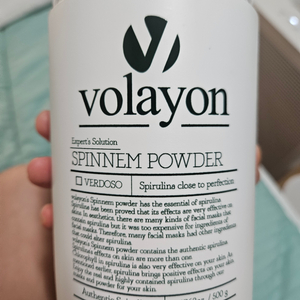 volayon
Expert's Solution
SPINNEM POWDER
VERDOSO Spirulina close to perfection
volayon's Spinnem powder has the essential of spirulina
Spirulina has been proved that its effects are very effective on
skin. In aesthetics, there are many kinds of facial masks that
contain spirulina but it was too expensive for ingredients of
facial masks. Therefore, many facial masks had other ingredients
that could alter spirulina.
volayon's Spinnem powder contains the authentic spirulina
effects on skin are more than one.
Chlorophyll in spirulina is also very effective on your skin. As
earlier, spirulina brings positive effects on your skin.
the real and highly contained spirulina through our
powder for your skin.
/ 500 g